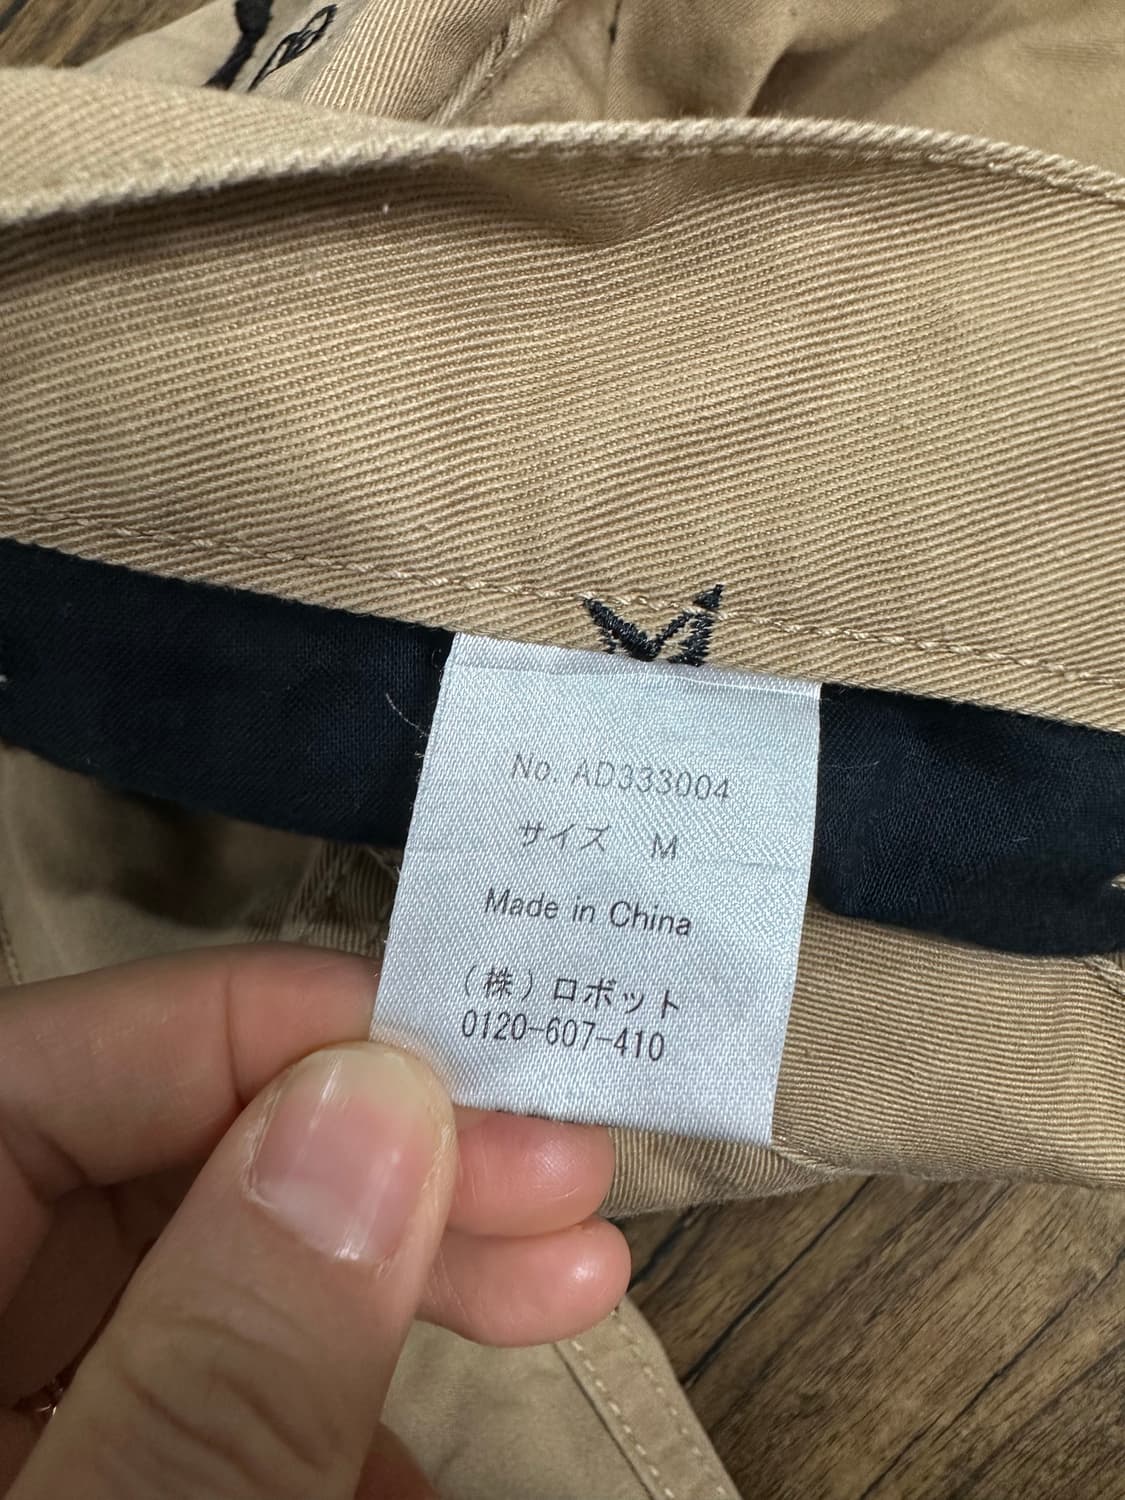 No. AD333004
サイズ M
Made in China
(株)ロボット
0120-607-410